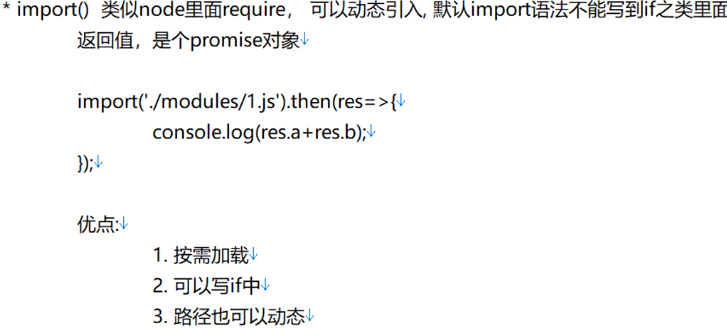 * import()  类似node里面require， 可以动态引入, 默认import语法不能写到if之类里面
返回值，是个promise对象↓
import('./modules/1.js').then(res=>{↓
console.log(res.a+res.b);↓
});↓
优点:↓
1. 按需加载↓
2. 可以写if中↓
3. 路径也可以动态↓